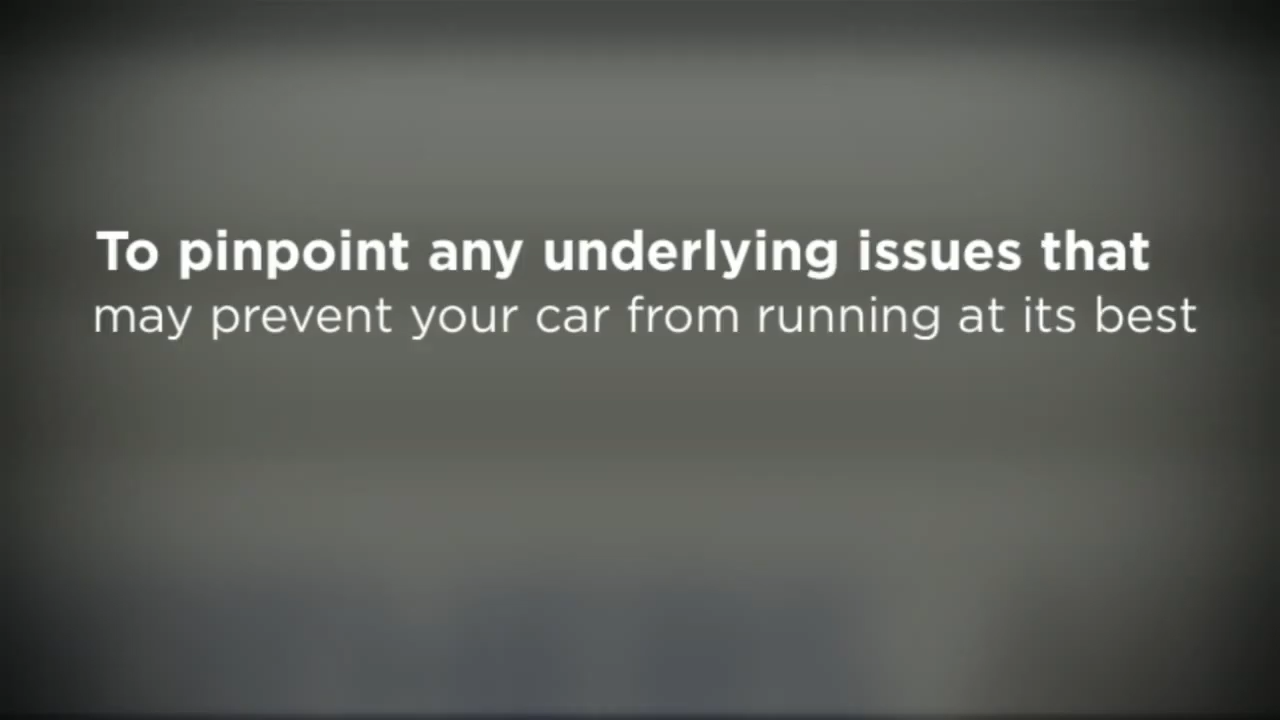 To pinpoint any underlying issues that
may prevent your car from running at its best